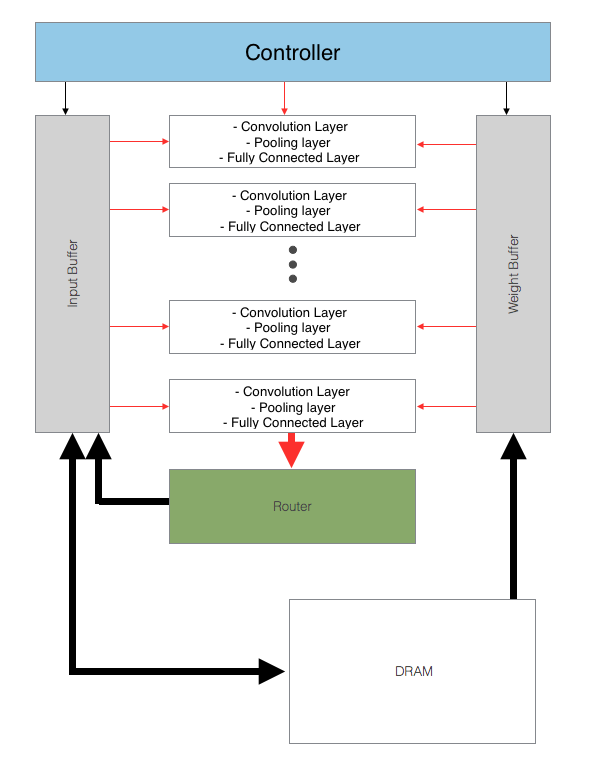 Controller
Input Buffer
- Convolution Layer
- Pooling layer
- Fully Connected Layer
- Convolution Layer
- Pooling layer
- Fully Connected Layer
- Convolution Layer
- Pooling layer
- Fully Connected Layer
- Convolution Layer
- Pooling layer
- Fully Connected Layer
Weight Buffer
Router
DRAM